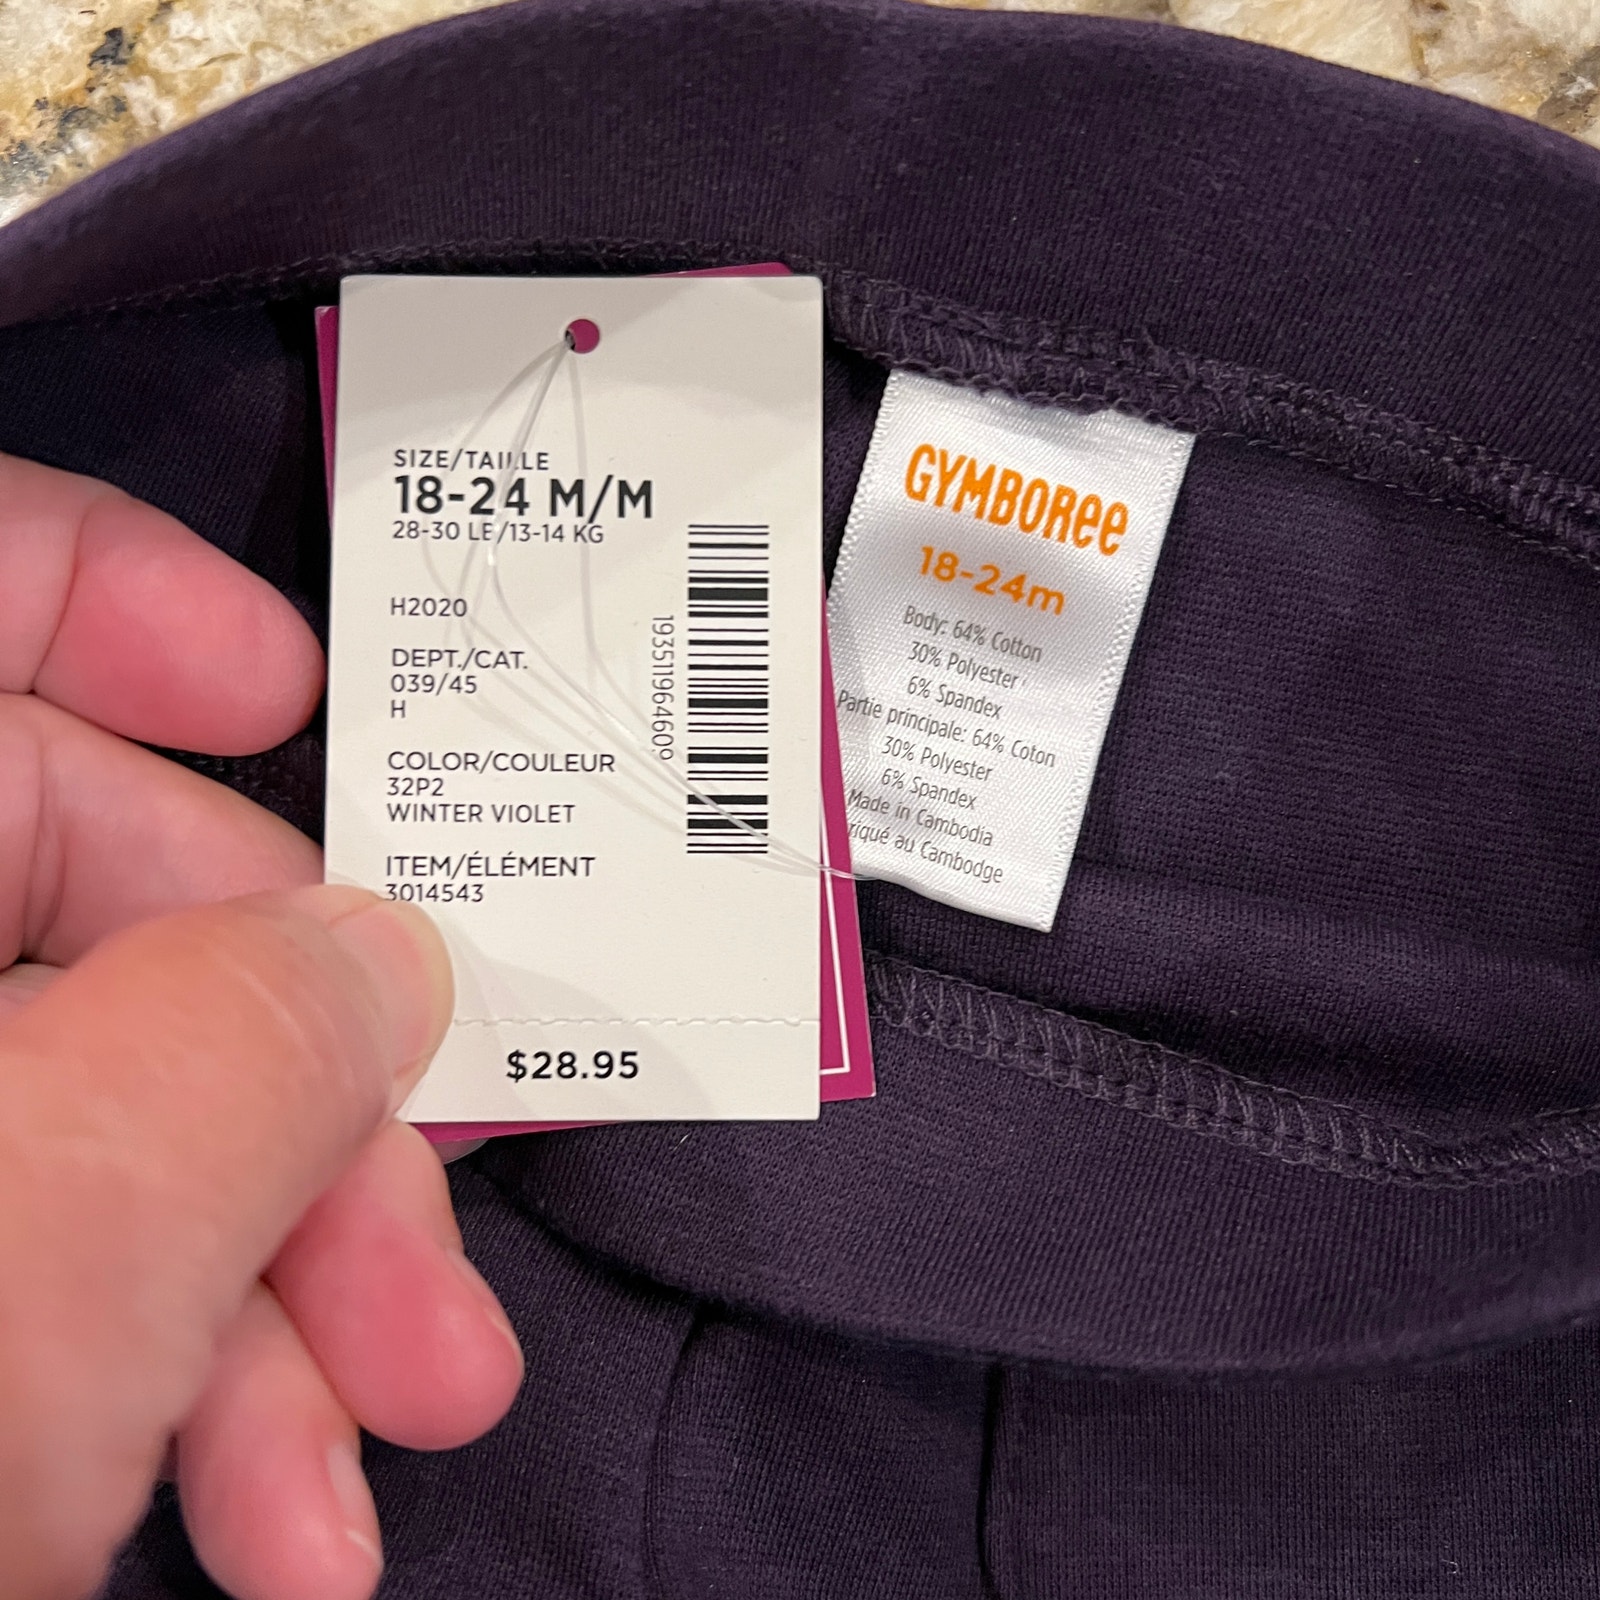 SIZE/TAILLE
18-24 M/M
28-30 LB/13-14 KG
H2020
DEPT./CAT.
039/45
H
COLOR/COULEUR
32P2
WINTER VIOLET
ITEM/ÉLÉMENT
3014543
193511964609
$28.95
GYMBOREE
18-24m
Body: 64% Cotton
30% Polyester
6% Spandex
Partie principale: 64% Coton
30% Polyester
6% Spandex
Made in Cambodia
au Cambodge